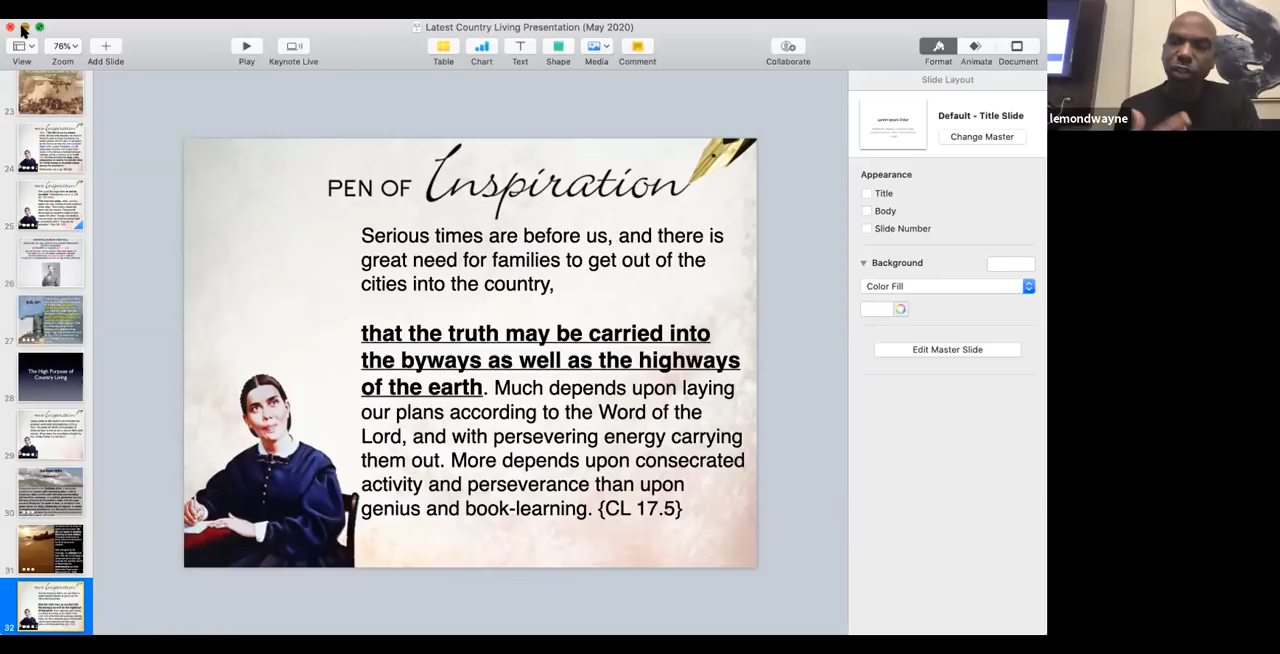 Latest Country Living Presentation (May 2020)
View
76%
Zoom
Add Slide
Play
Keynote Live
Table
Chart
Text
Shape
Media
Comment
Collaborate
Format
Animate
Document
lemondwayne
23
24
25
26
27
The High Purpose of
Country Living
28
29
30
31
32
PEN OF Inspiration
Serious times are before us, and there is
great need for families to get out of the
cities into the country,
that the truth may be carried into
the byways as well as the highways
of the earth. Much depends upon laying
our plans according to the Word of the
Lord, and with persevering energy carrying
them out. More depends upon consecrated
activity and perseverance than upon
genius and book-learning. {CL 17.5}
Slide Layout
Default - Title Slide
Change Master
Appearance
Title
Body
Slide Number
Background
Color Fill
Edit Master Slide